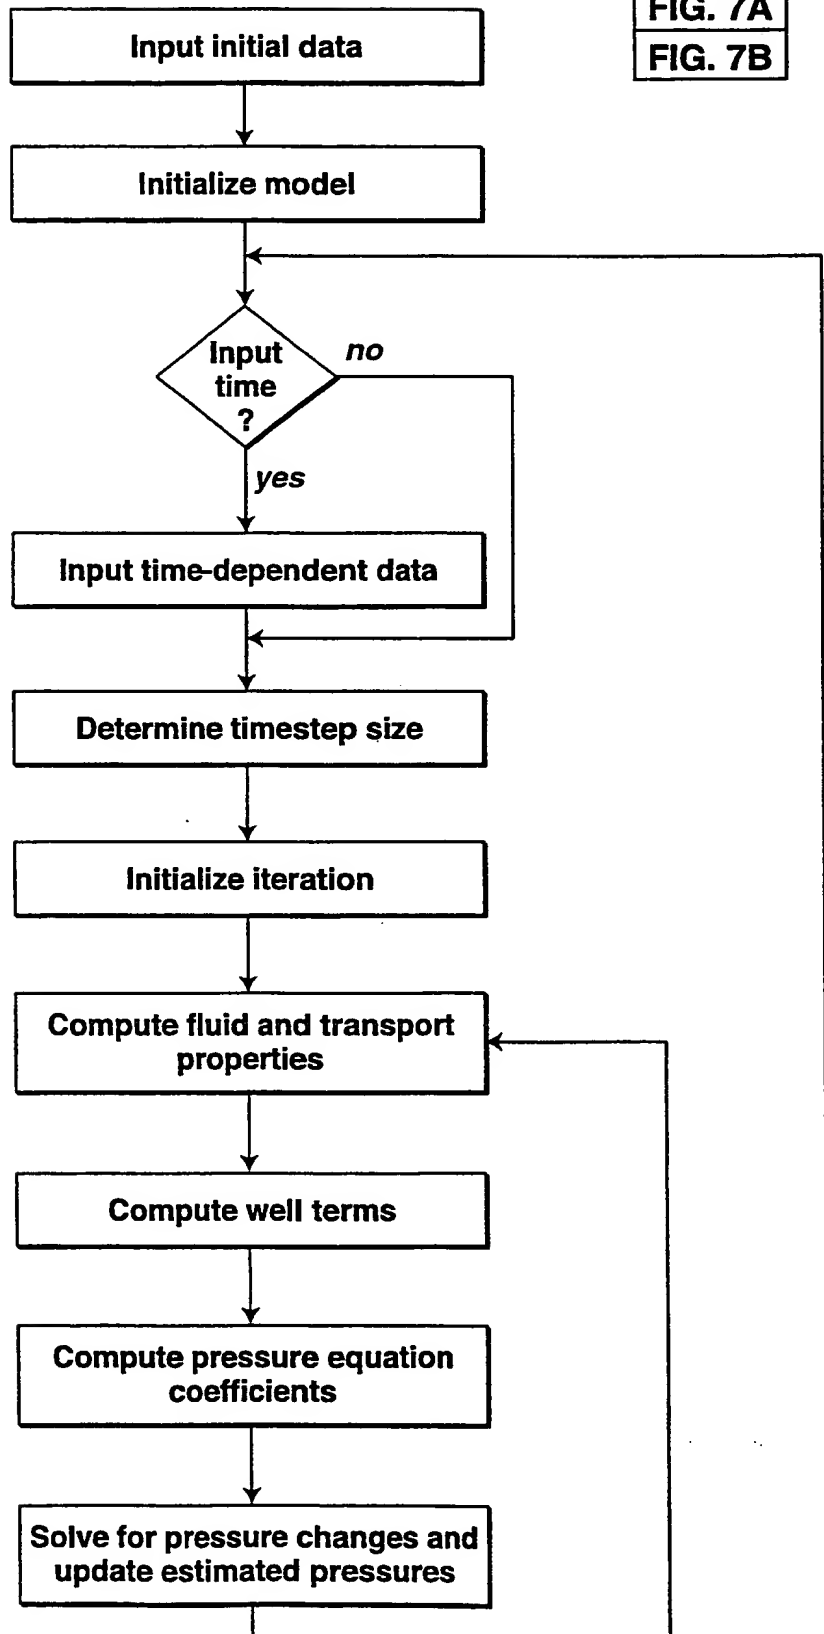 FIG. 7A
FIG. 7B
Input initial data
Initialize model
Input
time
?
no
yes
Input time-dependent data
Determine timestep size
Initialize iteration
Compute fluid and transport
properties
Compute well terms
Compute pressure equation
coefficients
Solve for pressure changes and
update estimated pressures